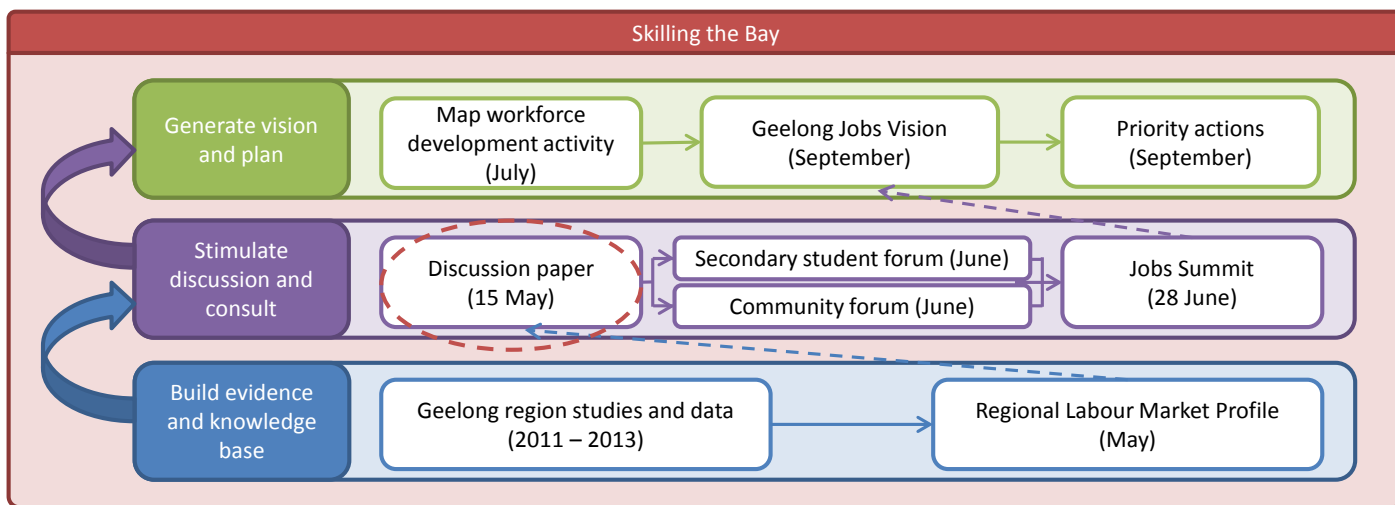 Skilling the Bay
Generate vision
and plan
Map workforce
development activity
(July)
Geelong Jobs Vision
(September)
Priority actions
(September)
Stimulate
discussion and
consult
Discussion paper
(15 May)
Secondary student forum (June)
Community forum (June)
Jobs Summit
(28 June)
Build evidence
and knowledge
base
Geelong region studies and data
(2011 – 2013)
Regional Labour Market Profile
(May)